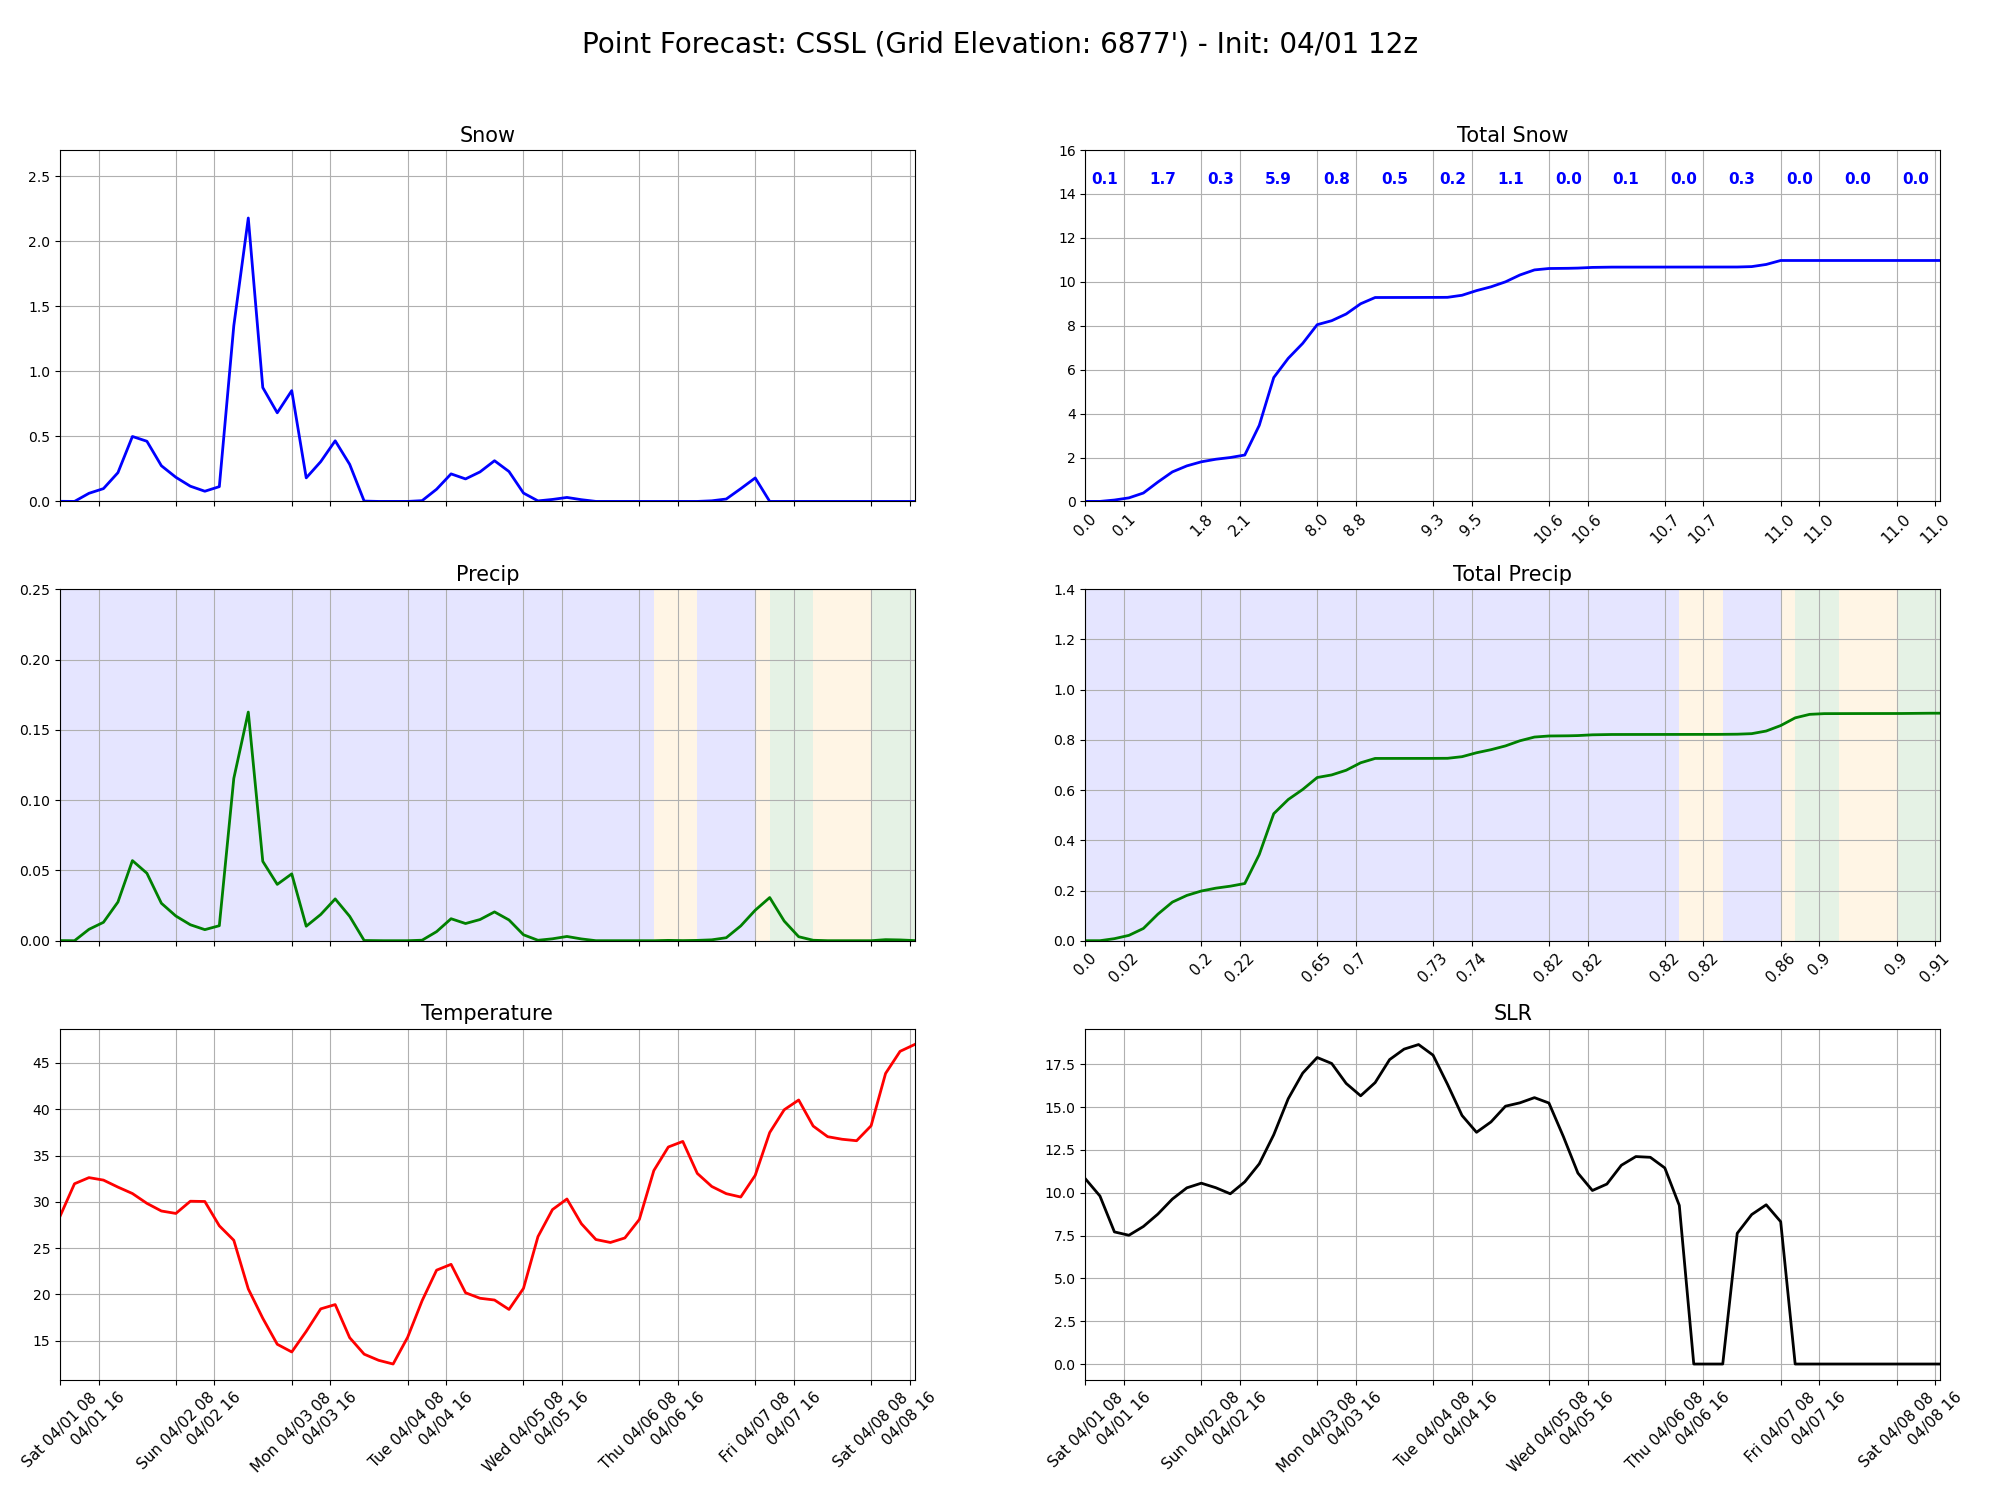 Point Forecast: CSSL (Grid Elevation: 6877') - Init: 04/01 12z
Snow
2.5
2.0
1.5
1.0
0.5
0.0
Total Snow
16
14
12
10
8
6
4
2
0
0.1 1.7 0.3 5.9 0.8 0.5 0.2 1.1 0.0 0.1 0.0 0.3 0.0 0.0 0.0
0.0 0.1 1.8 2.1 8.0 8.8 9.3 9.5 10.6 10.6 10.7 10.7 11.0 11.0 11.0 11.0
Precip
0.25
0.20
0.15
0.10
0.05
0.00
Total Precip
1.4
1.2
1.0
0.8
0.6
0.4
0.2
0.0
0.0 0.02 0.2 0.22 0.65 0.7 0.73 0.74 0.82 0.82 0.82 0.82 0.86 0.9 0.9 0.91
Temperature
45
40
35
30
25
20
15
Sat 04/01 08
04/01 16
Sun 04/02 08
04/02 16
Mon 04/03 08
04/03 16
Tue 04/04 08
04/04 16
Wed 04/05 08
04/05 16
Thu 04/06 08
04/06 16
Fri 04/07 08
04/07 16
Sat 04/08 08
04/08 16
SLR
17.5
15.0
12.5
10.0
7.5
5.0
2.5
0.0
Sat 04/01 08
04/01 16
Sun 04/02 08
04/02 16
Mon 04/03 08
04/03 16
Tue 04/04 08
04/04 16
Wed 04/05 08
04/05 16
Thu 04/06 08
04/06 16
Fri 04/07 08
04/07 16
Sat 04/08 08
04/08 16